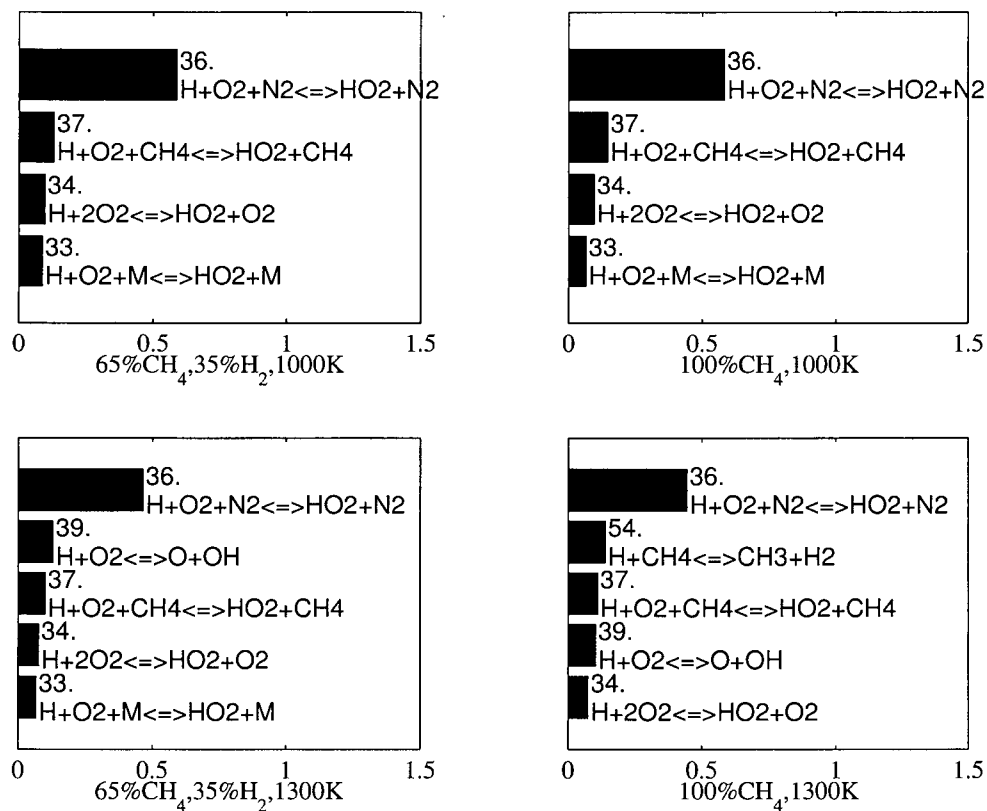 36.
H+O2+N2<=>HO2+N2
37.
H+O2+CH4<=>HO2+CH4
34.
H+2O2<=>HO2+O2
33.
H+O2+M<=>HO2+M
0 0.5 1 1.5
65%CH4,35%H2,1000K
36.
H+O2+N2<=>HO2+N2
37.
H+O2+CH4<=>HO2+CH4
34.
H+2O2<=>HO2+O2
33.
H+O2+M<=>HO2+M
0 0.5 1 1.5
100%CH4,1000K
36.
H+O2+N2<=>HO2+N2
39.
H+O2<=>O+OH
37.
H+O2+CH4<=>HO2+CH4
34.
H+2O2<=>HO2+O2
33.
H+O2+M<=>HO2+M
0 0.5 1 1.5
65%CH4,35%H2,1300K
36.
H+O2+N2<=>HO2+N2
54.
H+CH4<=>CH3+H2
37.
H+O2+CH4<=>HO2+CH4
39.
H+O2<=>O+OH
34.
H+2O2<=>HO2+O2
0 0.5 1 1.5
100%CH4,1300K